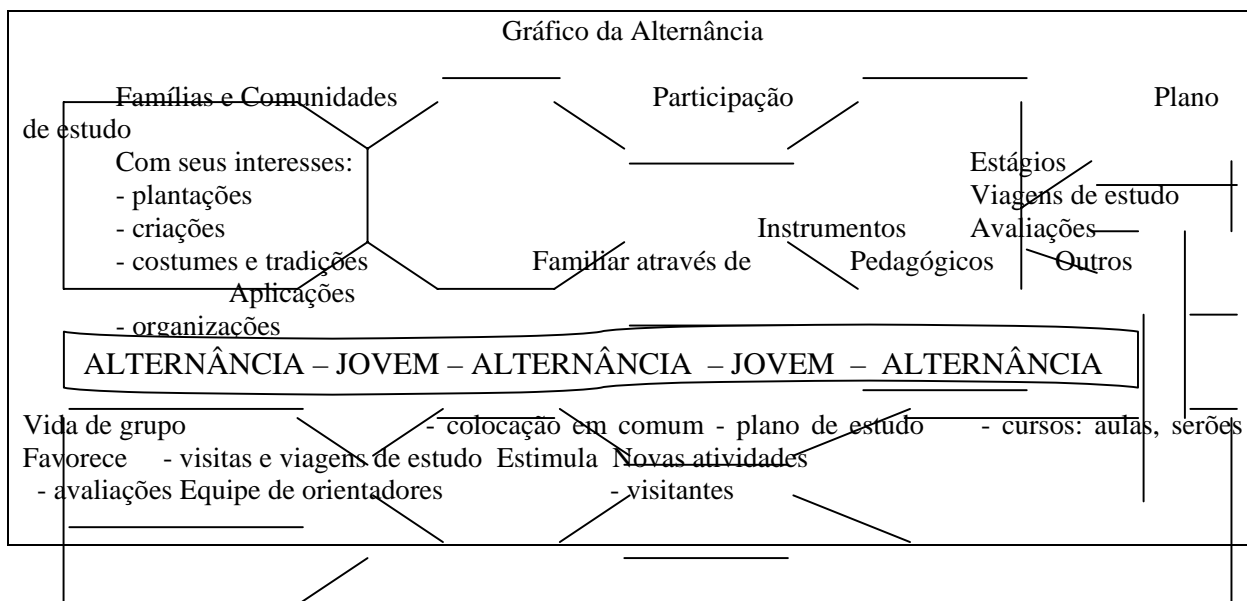 Gráfico da Alternância
Famílias e Comunidades Participação Plano
de estudo
Com seus interesses: Estágios
- plantações Viagens de estudo
- criações Instrumentos Avaliações
- costumes e tradições Familiar através de Pedagógicos Outros
Aplicações
- organizações
ALTERNÂNCIA – JOVEM – ALTERNÂNCIA – JOVEM – ALTERNÂNCIA
Vida de grupo - colocação em comum - plano de estudo - cursos: aulas, serões
Favorece - visitas e viagens de estudo Estimula Novas atividades
- avaliações Equipe de orientadores - visitantes